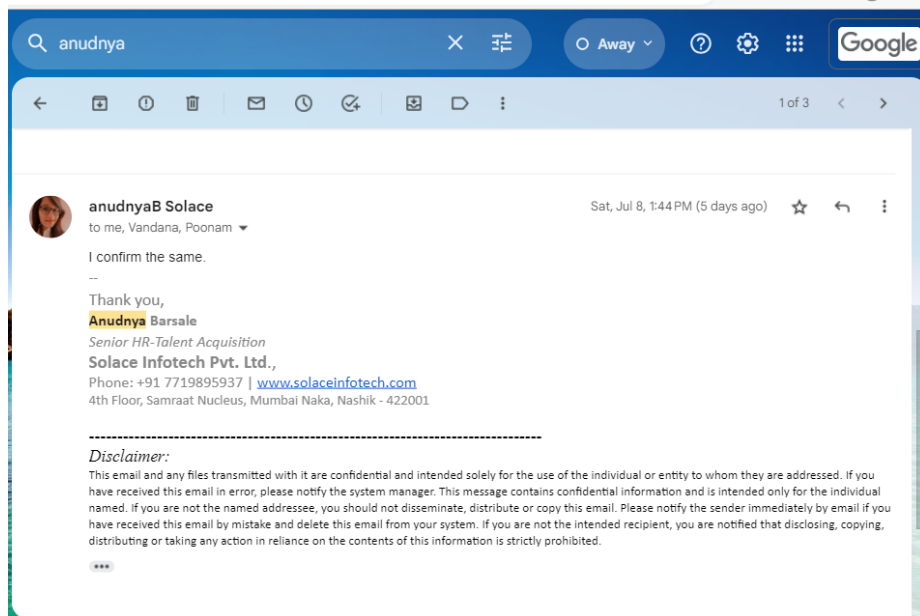 anudnya
Away
Google
1 of 3
anudnyaB Solace
Sat, Jul 8, 1:44 PM (5 days ago)
to me, Vandana, Poonam
I confirm the same.
--
Thank you,
Anudnya Barsale
Senior HR-Talent Acquisition
Solace Infotech Pvt. Ltd.,
Phone: +91 7719895937 | www.solaceinfotech.com
4th Floor, Samraat Nucleus, Mumbai Naka, Nashik - 422001
--------------------------------------------------------------------------------
Disclaimer:
This email and any files transmitted with it are confidential and intended solely for the use of the individual or entity to whom they are addressed. If you
have received this email in error, please notify the system manager. This message contains confidential information and is intended only for the individual
named. If you are not the named addressee, you should not disseminate, distribute or copy this email. Please notify the sender immediately by email if you
have received this email by mistake and delete this email from your system. If you are not the intended recipient, you are notified that disclosing, copying,
distributing or taking any action in reliance on the contents of this information is strictly prohibited.